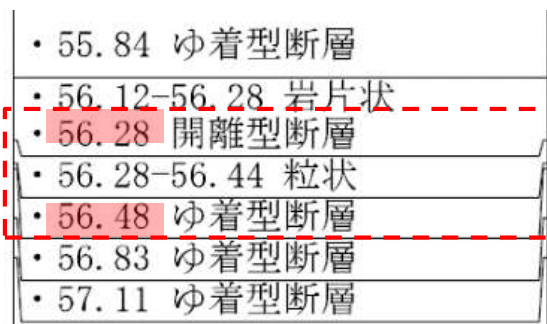 ・55.84 ゆ着型断層
・56.12-56.28 岩片状
・56.28 開離型断層
・56.28-56.44 粒状
・56.48 ゆ着型断層
・56.83 ゆ着型断層
・57.11 ゆ着型断層